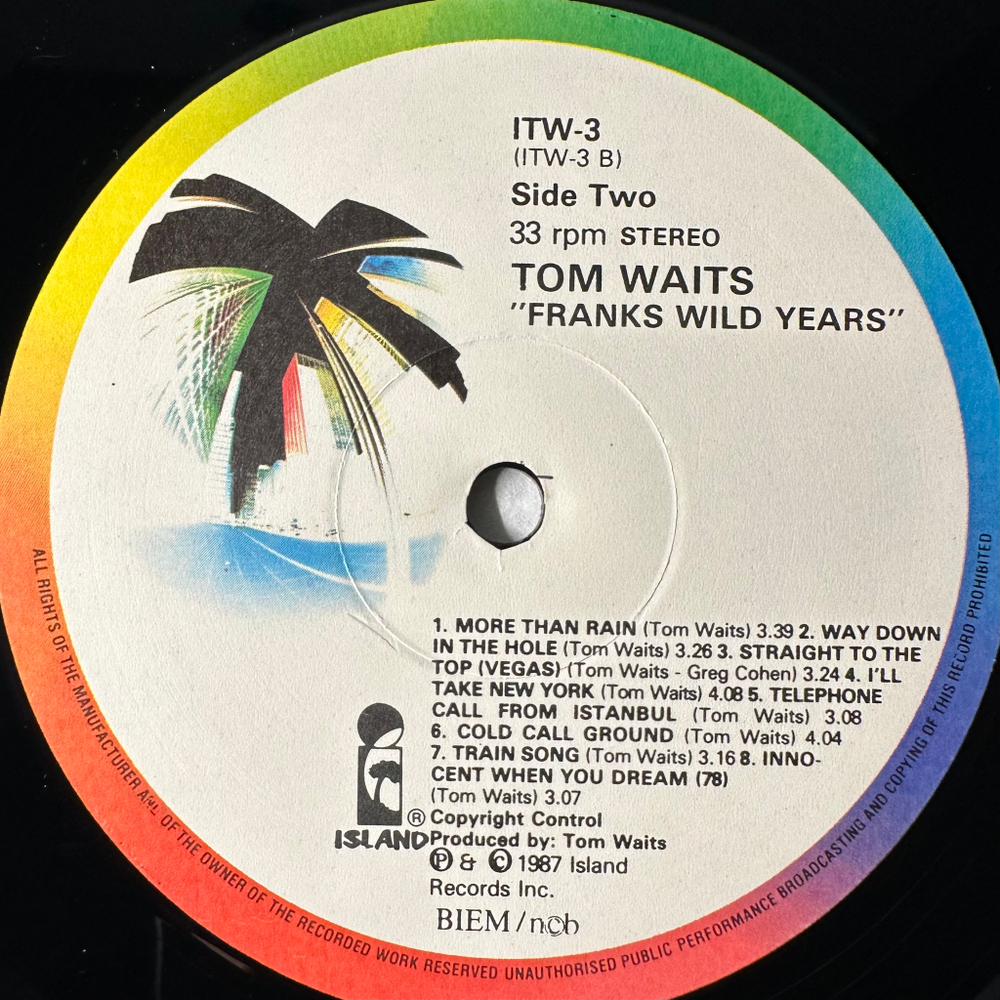 ITW-3
(ITW-3 B)
Side Two
33 rpm STEREO
TOM WAITS
"FRANKS WILD YEARS"
1. MORE THAN RAIN (Tom Waits) 3.39 2. WAY DOWN
IN THE HOLE (Tom Waits) 3.26 3. STRAIGHT TO THE
TOP (VEGAS) (Tom Waits - Greg Cohen) 3.24 4. I'LL
TAKE NEW YORK (Tom Waits) 4.08 5. TELEPHONE
CALL FROM ISTANBUL (Tom Waits) 3.08
6. COLD CALL GROUND (Tom Waits) 4.04
7. TRAIN SONG (Tom Waits) 3.16 8. INNO-
CENT WHEN YOU DREAM (78)
(Tom Waits) 3.07
® Copyright Control
ISLAND Produced by: Tom Waits
Ⓟ & © 1987 Island
Records Inc.
BIEM / ncb
ALL RIGHTS OF THE MANUFACTURER AND OF THE OWNER OF THE RECORDED WORK RESERVED UNAUTHORISED PUBLIC PERFORMANCE BROADCASTING AND COPYING OF THIS RECORD PROHIBITED